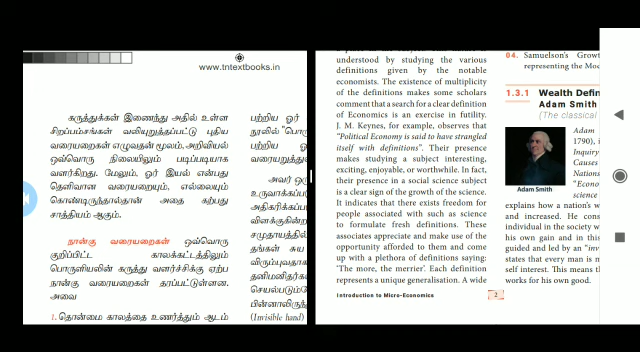 www.tntextbooks.in
கருத்துக்கள் இணைந்து அதில் உள்ள
சிறப்பம்சங்கள் வலியுறுத்தப்பட்டு புதிய
வரையறைகள் எழுவதன் மூலம், அறிவியல்
ஒவ்வொரு நிலையிலும் படிப்படியாக
வளர்கிறது. மேலும், ஓர் இயல் என்பது
தெளிவான வரையறையும், எல்லையும்
கொண்டிருந்தால்தான் அதை கற்பது
சாத்தியம் ஆகும்.
நான்கு வரையறைகள் ஒவ்வொரு
குறிப்பிட்ட காலக்கட்டத்திலும்
பொருளியலின் கருத்து வளர்ச்சிக்கு ஏற்ப
நான்கு வரையறைகள் தரப்பட்டுள்ளன.
அவை
1. தொன்மை காலத்தை உணர்த்தும் ஆடம்
பற்றிய ஓர்
நூலில் "பொரு
பற்றிய ஓ
வரையறுத்து
அவர் ஒரு
உருவாக்கப்ப
அதிகரிக்கப்ப
விளக்குகின்ற
சமுதாயத்தில்
தங்கள் சுய
விரும்புவதாக
தனிமனிதர்க
செயல்படும்
பின்னாலிருந்
(Invisible hand)
understood by studying the various
definitions given by the notable
economists. The existence of multiplicity
of the definitions makes some scholars
comment that a search for a clear definition
of Economics is an exercise in futility.
J. M. Keynes, for example, observes that
"Political Economy is said to have strangled
itself with definitions". Their presence
makes studying a subject interesting,
exciting, enjoyable, or worthwhile. In fact,
their presence in a social science subject
is a clear sign of the growth of the science.
It indicates that there exists freedom for
people associated with such as science
to formulate fresh definitions. These
associates appreciate and make use of the
opportunity afforded to them and come
up with a plethora of definitions saying:
'The more, the merrier'. Each definition
represents a unique generalisation. A wide
Introduction to Micro-Economics 2
04. Samuelson's Growt
representing the Moc
1.3.1 Wealth Defin
Adam Smith
(The classical
Adam
1790), i
Inquiry
Causes
Nations
"Econo
science
Adam Smith
explains how a nation's w
and increased. He cons
individual in the society w
his own gain and in this
guided and led by an "inv
states that every man is m
self interest. This means t
works for his own good.